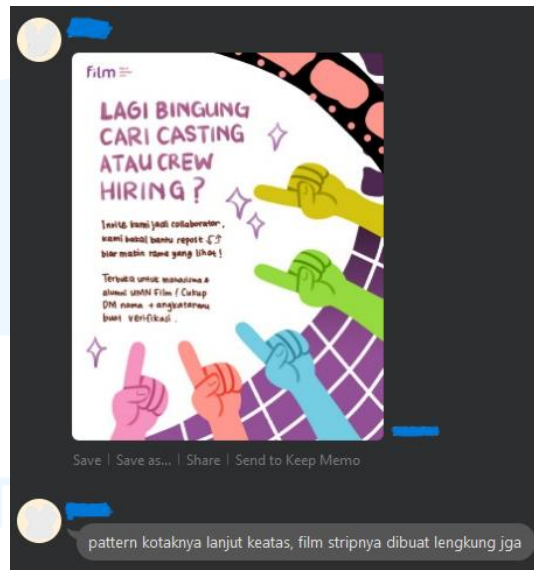 film
LAGI BINGUNG
CARI CASTING
ATAU CREW
HIRING?
Invite kami jadi collaborator,
kami bakal bantu repost
biar makin rame yang lihat!
Terbuka untuk mahasiswa &
alumni UMN Film! Cukup
DM nama + angkatanmu
buat verifikasi.
Save | Save as... | Share | Send to Keep Memo
pattern kotaknya lanjut keatas, film stripnya dibuat lengkung jga